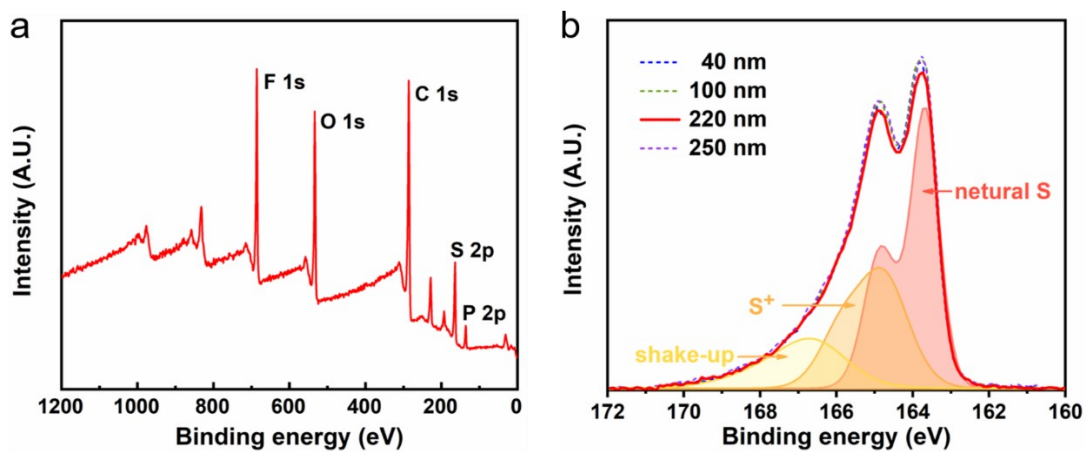 a
F 1s
O 1s
C 1s
S 2p
P 2p
Intensity (A.U.)
1200 1000 800 600 400 200 0
Binding energy (eV)
b
40 nm
100 nm
220 nm
250 nm
netural S
S+
shake-up
Intensity (A.U.)
172 170 168 166 164 162 160
Binding energy (eV)